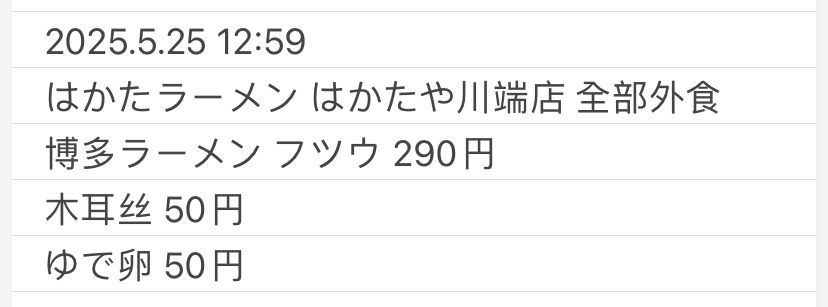 2025.5.25 12:59
はかたラーメン はかたや川端店 全部外食
博多ラーメン フツウ 290円
木耳丝 50円
ゆで卵 50円